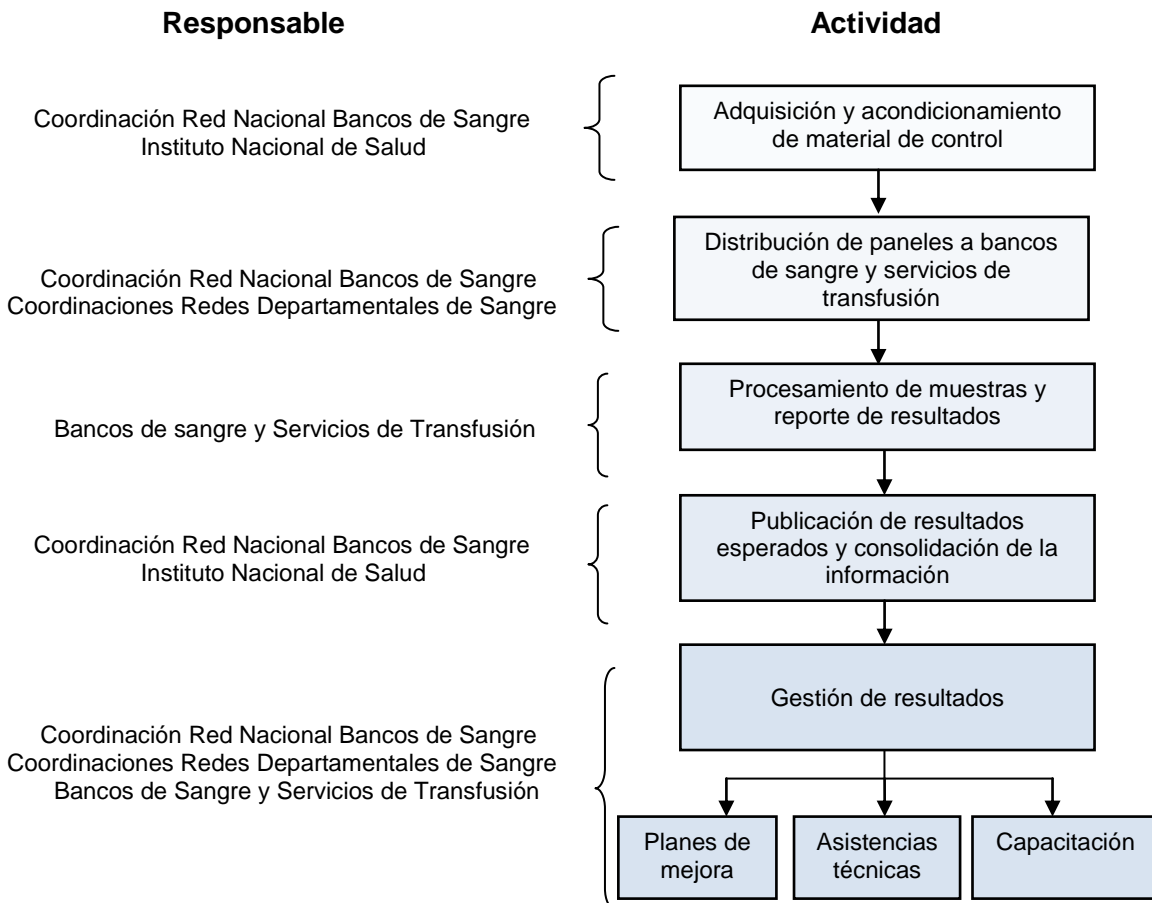 Responsable
Actividad
Coordinación Red Nacional Bancos de Sangre
Instituto Nacional de Salud
Adquisición y acondicionamiento
de material de control
Coordinación Red Nacional Bancos de Sangre
Coordinaciones Redes Departamentales de Sangre
Distribución de paneles a bancos
de sangre y servicios de
transfusión
Bancos de sangre y Servicios de Transfusión
Procesamiento de muestras y
reporte de resultados
Coordinación Red Nacional Bancos de Sangre
Instituto Nacional de Salud
Publicación de resultados
esperados y consolidación de la
información
Coordinación Red Nacional Bancos de Sangre
Coordinaciones Redes Departamentales de Sangre
Bancos de Sangre y Servicios de Transfusión
Gestión de resultados
Planes de
mejora
Asistencias
técnicas
Capacitación